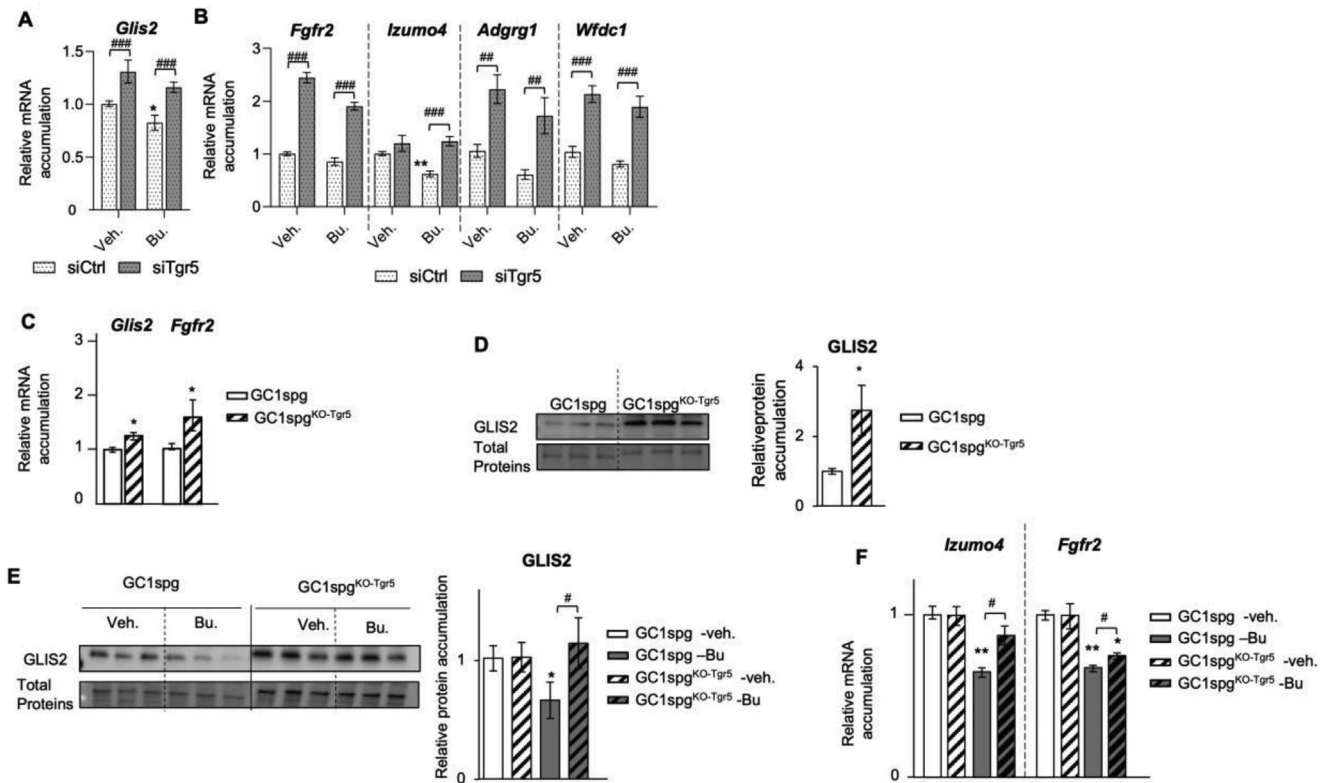 A
Glis2
Relative mRNA
accumulation
1.5
1.0
0.5
0
###
###
*
Veh.
Bu.
siCtrl
siTgr5
B
Fgfr2
Izumo4
Adgrg1
Wfdc1
Relative mRNA
accumulation
3
2
1
0
###
###
###
**
##
##
###
###
Veh.
Bu.
Veh.
Bu.
Veh.
Bu.
Veh.
Bu.
siCtrl
siTgr5
C
Glis2
Fgfr2
Relative mRNA
accumulation
3
2
1
0
*
*
GC1spg
GC1spgKO-Tgr5
D
GC1spg
GC1spgKO-Tgr5
GLIS2
Total
Proteins
GLIS2
Relativeprotein
accumulation
4
2
0
*
GC1spg
GC1spgKO-Tgr5
E
GC1spg
GC1spgKO-Tgr5
Veh.
Bu.
Veh.
Bu.
GLIS2
Total
Proteins
GLIS2
Relative protein accumulation
1
0
#
*
GC1spg -veh.
GC1spg –Bu
GC1spgKO-Tgr5 -veh.
GC1spgKO-Tgr5 -Bu
F
Izumo4
Fgfr2
Relative mRNA
accumulation
1
0
#
**
#
**
*
GC1spg -veh.
GC1spg –Bu
GC1spgKO-Tgr5 -veh.
GC1spgKO-Tgr5 -Bu